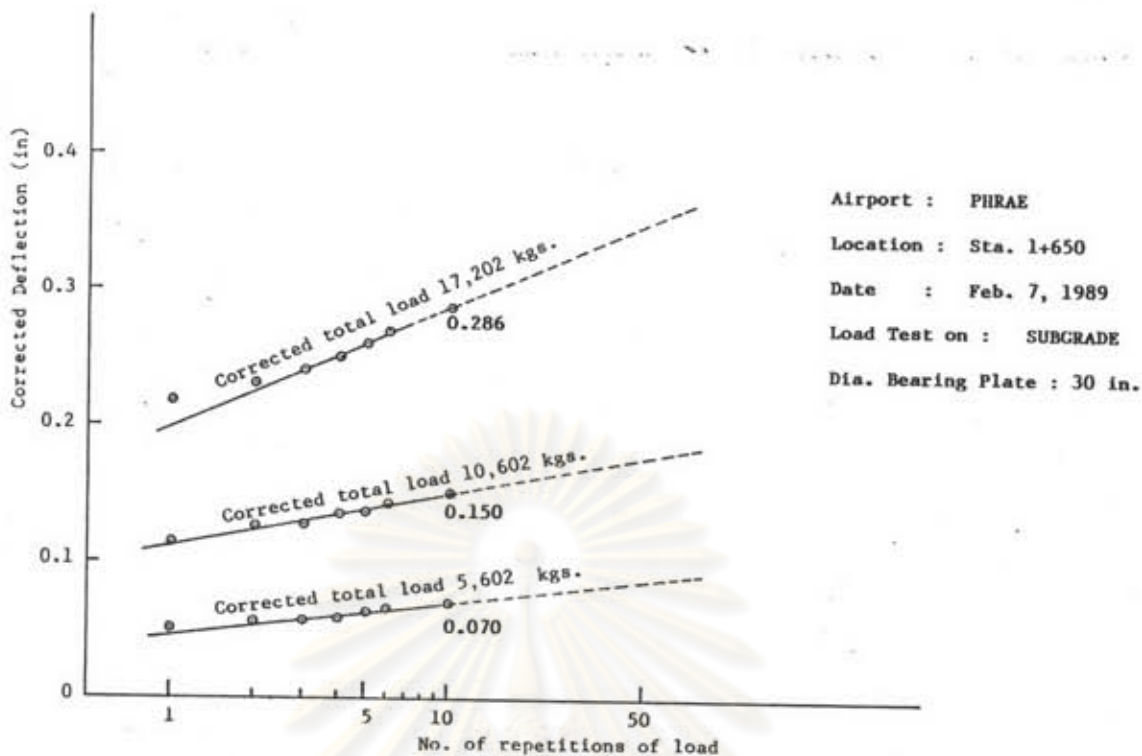 Corrected Deflection (in)
0.4
0.3
0.2
0.1
0
Corrected total load 17,202 kgs.
0.286
Corrected total load 10,602 kgs.
0.150
Corrected total load 5,602 kgs.
0.070
1
5
10
50
No. of repetitions of load
Airport : PHRAE
Location : Sta. 1+650
Date : Feb. 7, 1989
Load Test on : SUBGRADE
Dia. Bearing Plate : 30 in.